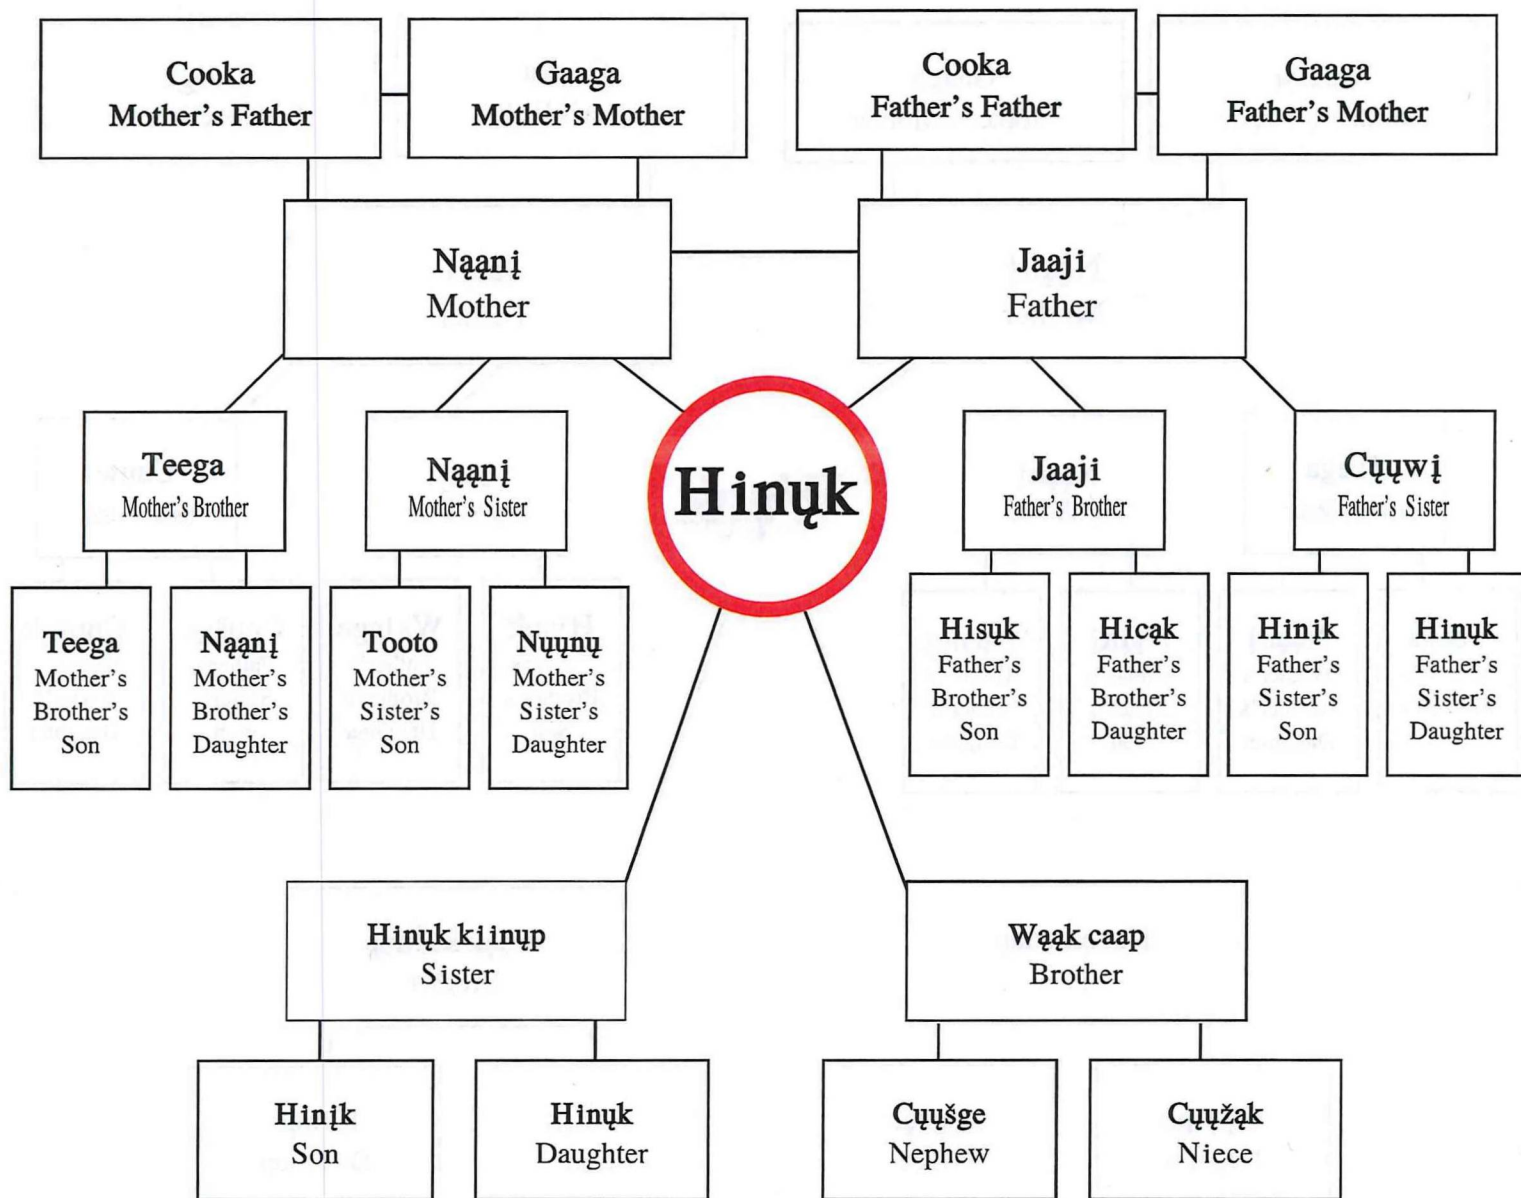 Cooka
Mother's Father
Gaaga
Mother's Mother
Cooka
Father's Father
Gaaga
Father's Mother
Nąąnį
Mother
Jaaji
Father
Teega
Mother's Brother
Nąąnį
Mother's Sister
Hinųk
Jaaji
Father's Brother
Cųųwį
Father's Sister
Teega
Mother's
Brother's
Son
Nąąnį
Mother's
Brother's
Daughter
Tooto
Mother's
Sister's
Son
Nųųnų
Mother's
Sister's
Daughter
Hisųk
Father's
Brother's
Son
Hicąk
Father's
Brother's
Daughter
Hinįk
Father's
Sister's
Son
Hinųk
Father's
Sister's
Daughter
Hinųk kiinųp
Sister
Wąąk caap
Brother
Hinįk
Son
Hinųk
Daughter
Cųųšge
Nephew
Cųųžąk
Niece